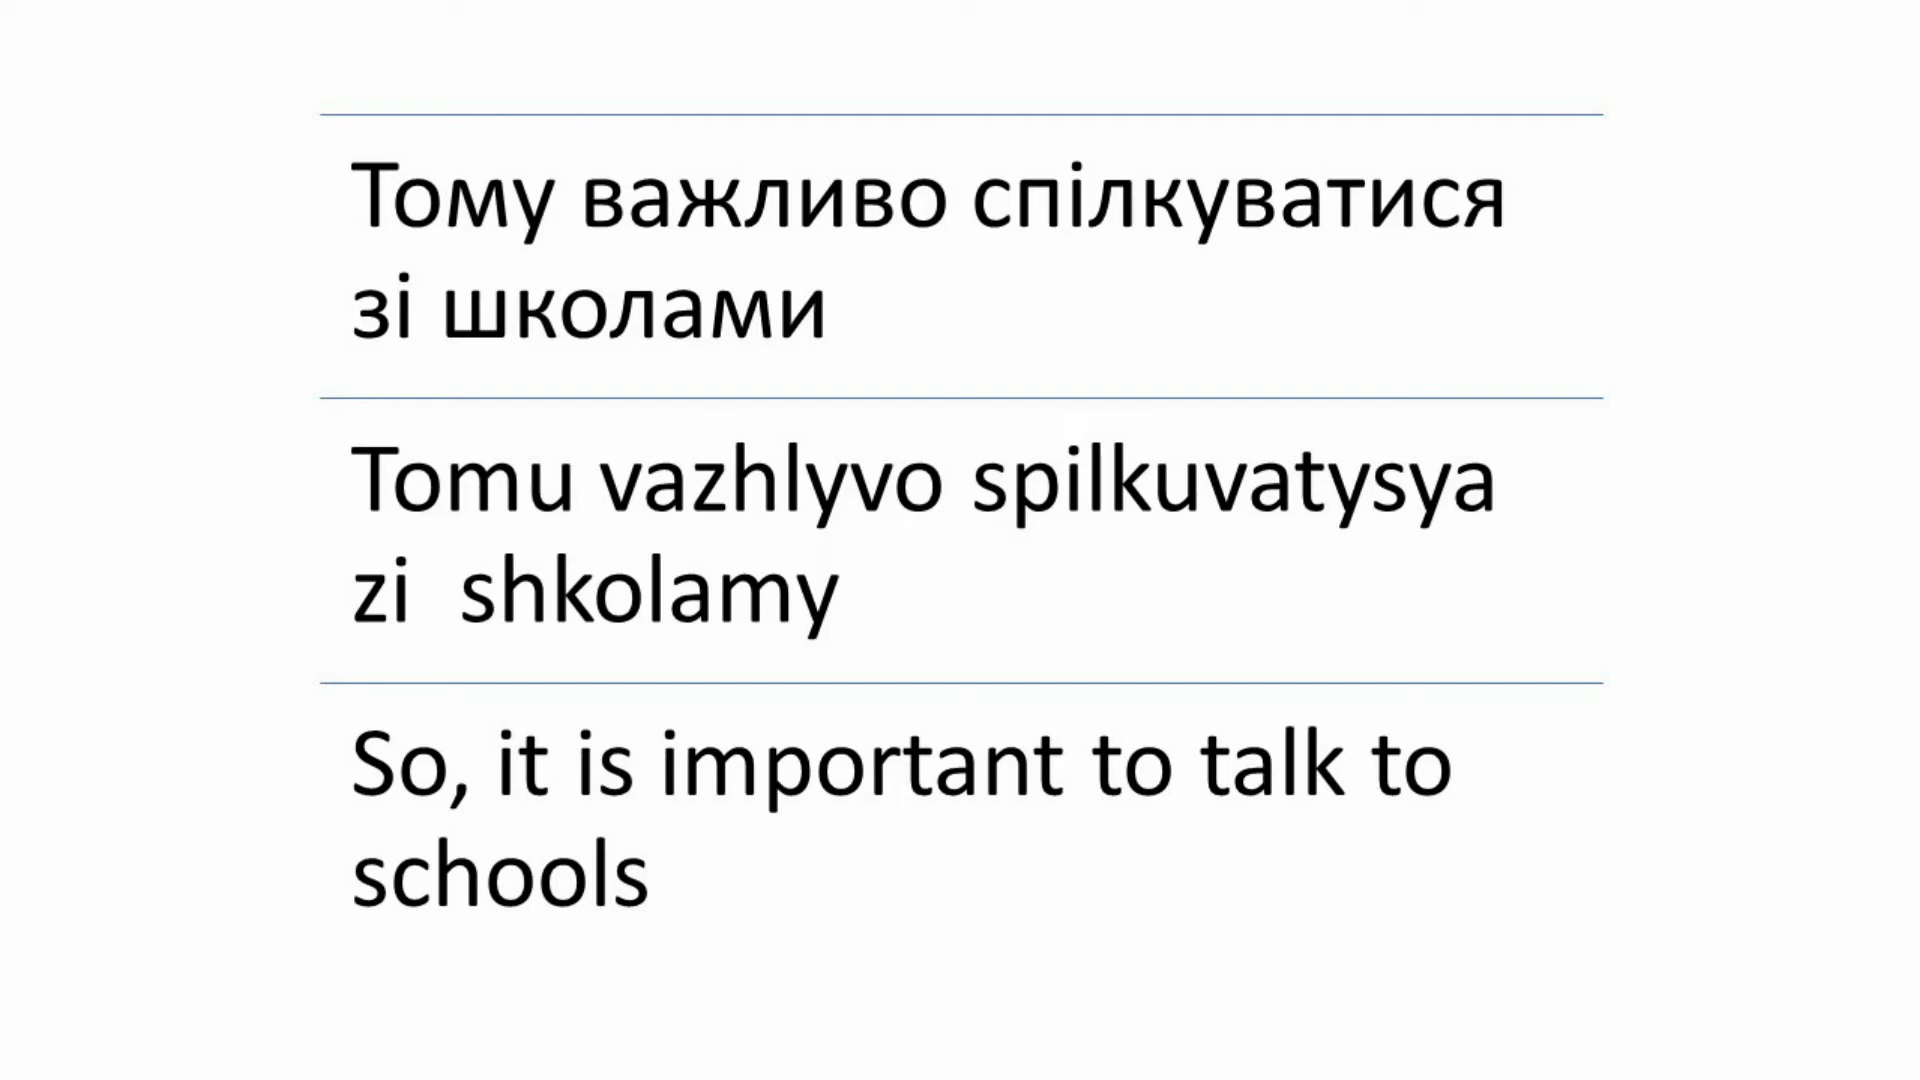 Тому важливо спілкуватися
зі школами
Tomu vazhlyvo spilkuvatysya
zi  shkolamy
So, it is important to talk to
schools